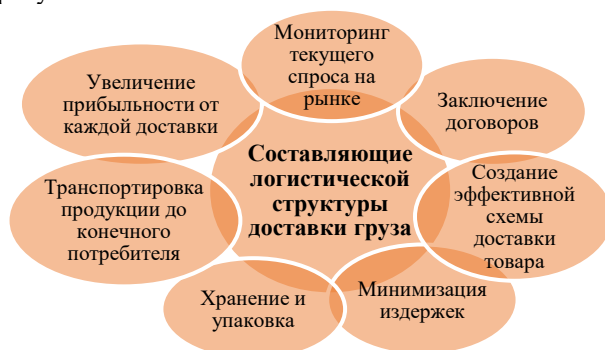 Мониторинг
текущего
спроса на
рынке
Заключение
договоров
Создание
эффективной
схемы
доставки
товара
Минимизация
издержек
Хранение и
упаковка
Транспортировка
продукции до
конечного
потребителя
Увеличение
прибыльности от
каждой доставки
Составляющие
логистической
структуры
доставки груза